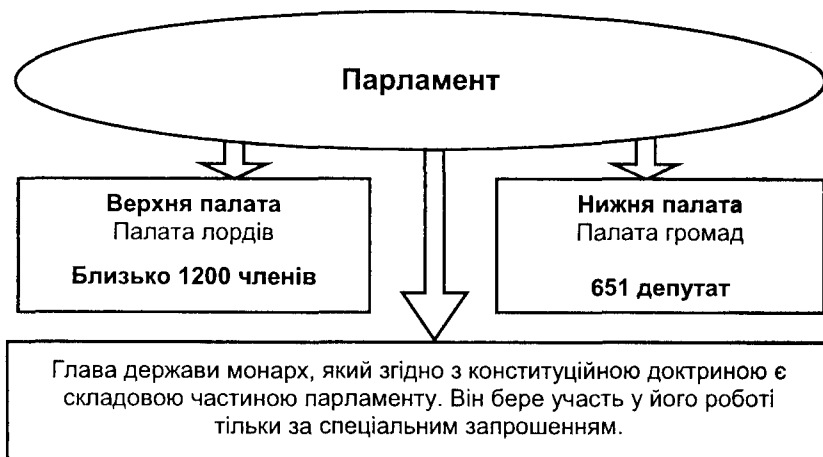 Парламент
Верхня палата
Палата лордів
Близько 1200 членів
Нижня палата
Палата громад
651 депутат
Глава держави монарх, який згідно з конституційною доктриною є
складовою частиною парламенту. Він бере участь у його роботі
тільки за спеціальним запрошенням.